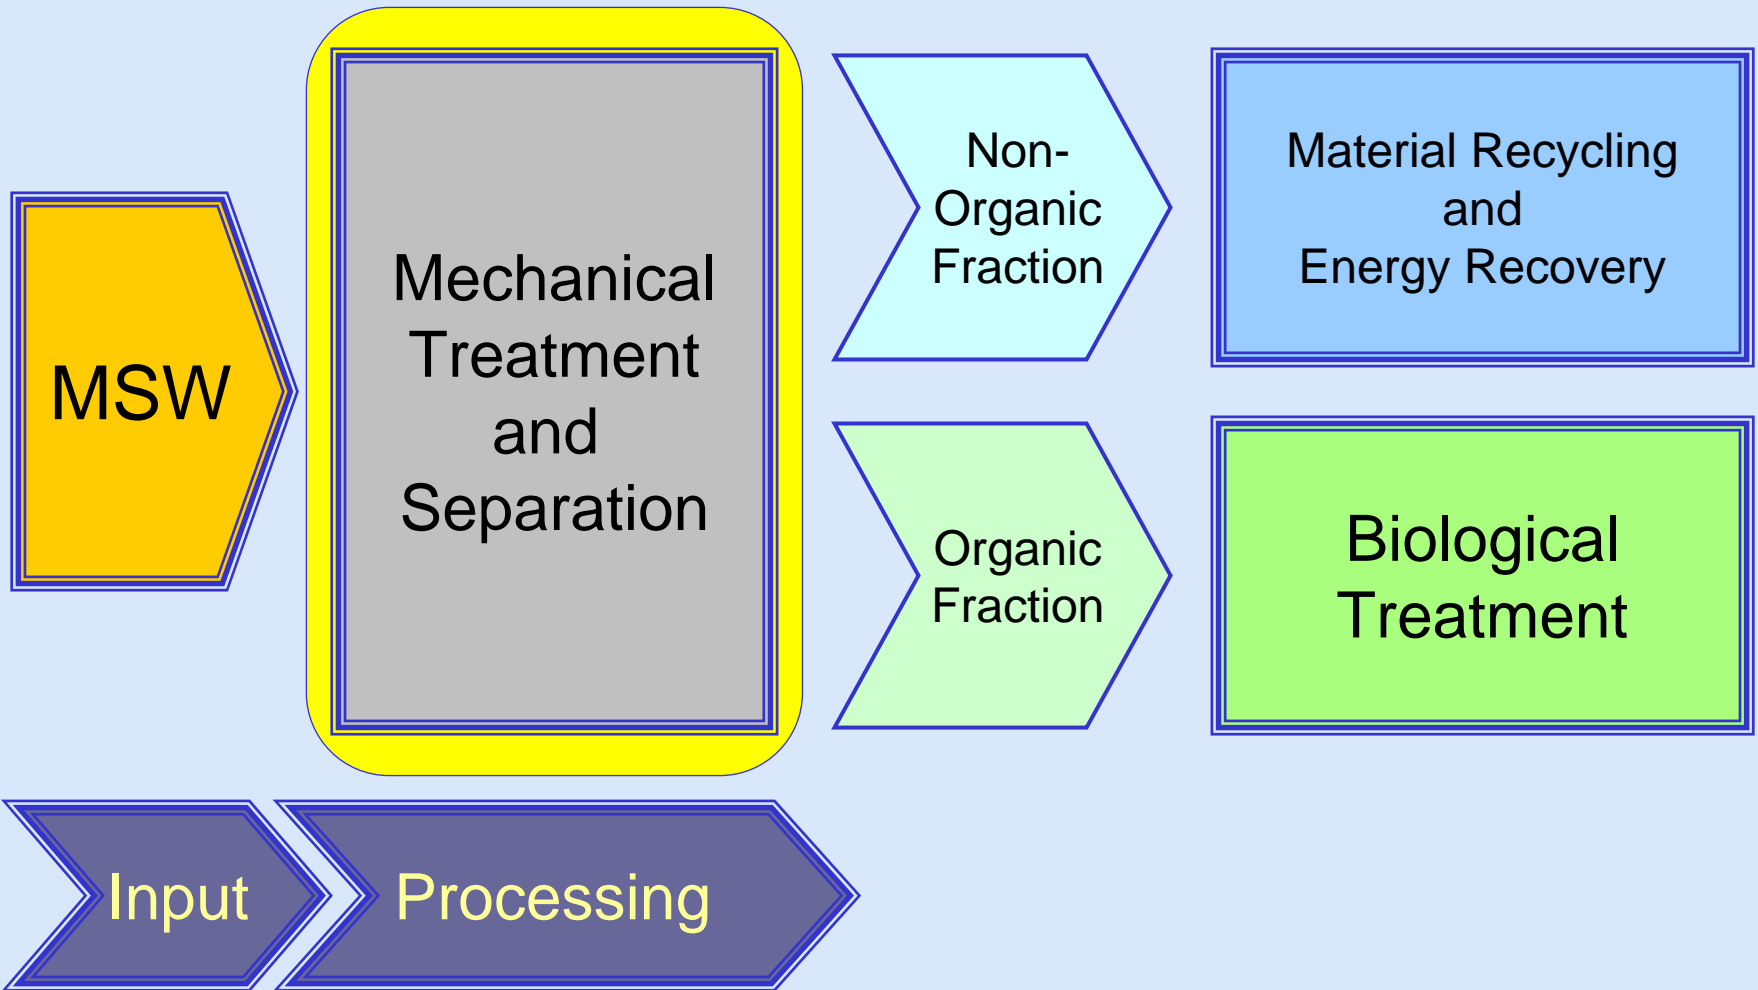 MSW
Mechanical
Treatment
and
Separation
Non-
Organic
Fraction
Material Recycling
and
Energy Recovery
Organic
Fraction
Biological
Treatment
Input
Processing